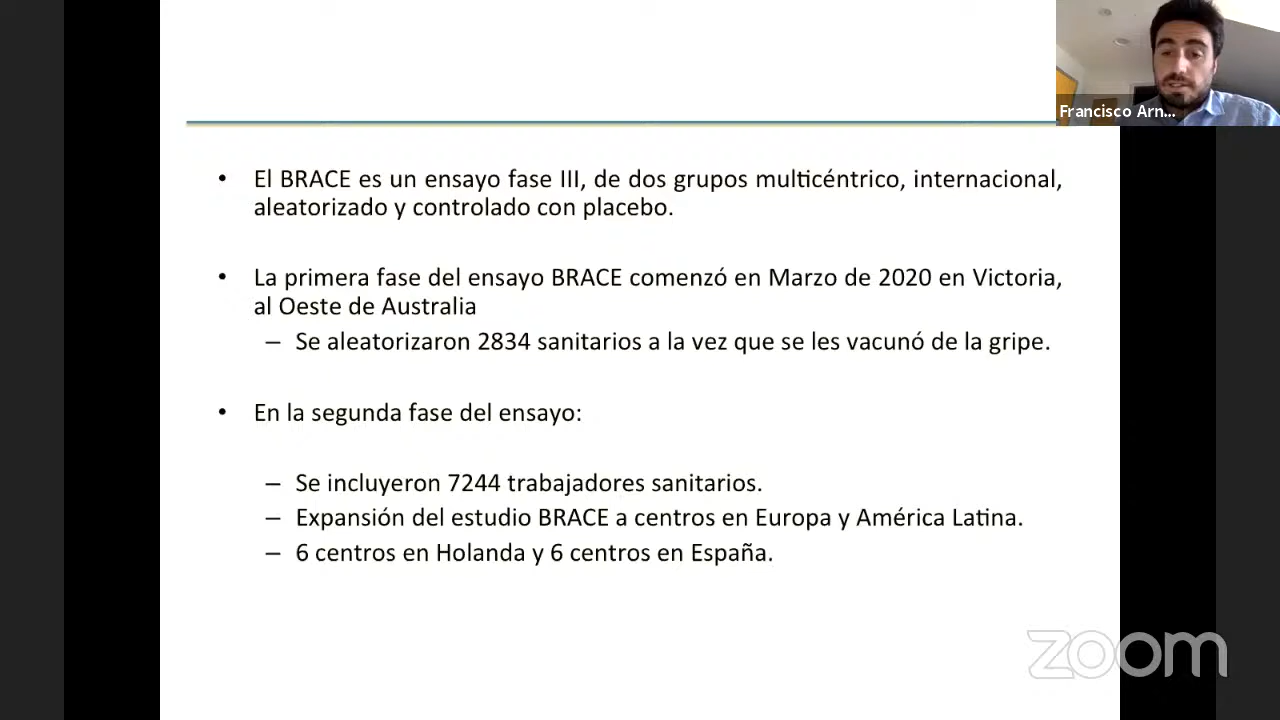 Francisco Arn...
• El BRACE es un ensayo fase III, de dos grupos multicéntrico, internacional,
aleatorizado y controlado con placebo.
• La primera fase del ensayo BRACE comenzó en Marzo de 2020 en Victoria,
al Oeste de Australia
– Se aleatorizaron 2834 sanitarios a la vez que se les vacunó de la gripe.
• En la segunda fase del ensayo:
– Se incluyeron 7244 trabajadores sanitarios.
– Expansión del estudio BRACE a centros en Europa y América Latina.
– 6 centros en Holanda y 6 centros en España.
zoom